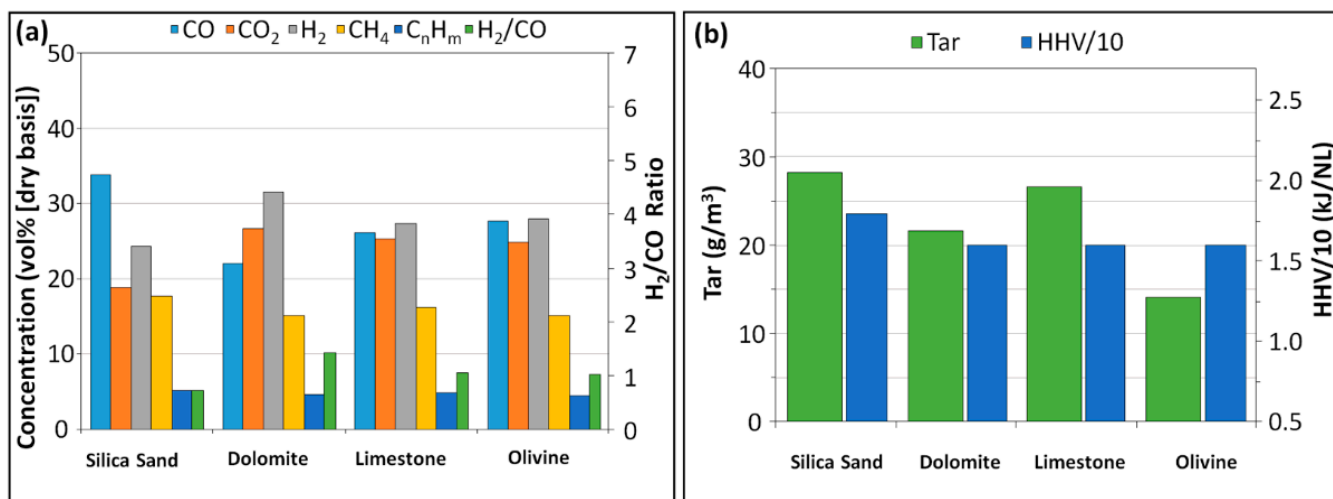 (a)
CO CO₂ H₂ CH₄ CₙHₘ H₂/CO
Concentration (vol% [dry basis])
50
40
30
20
10
0
7
6
5
4
3
2
1
0
H₂/CO Ratio
Silica Sand Dolomite Limestone Olivine
(b)
Tar HHV/10
Tar (g/m³)
40
30
20
10
0
2.5
2.0
1.5
1.0
0.5
HHV/10 (kJ/NL)
Silica Sand Dolomite Limestone Olivine